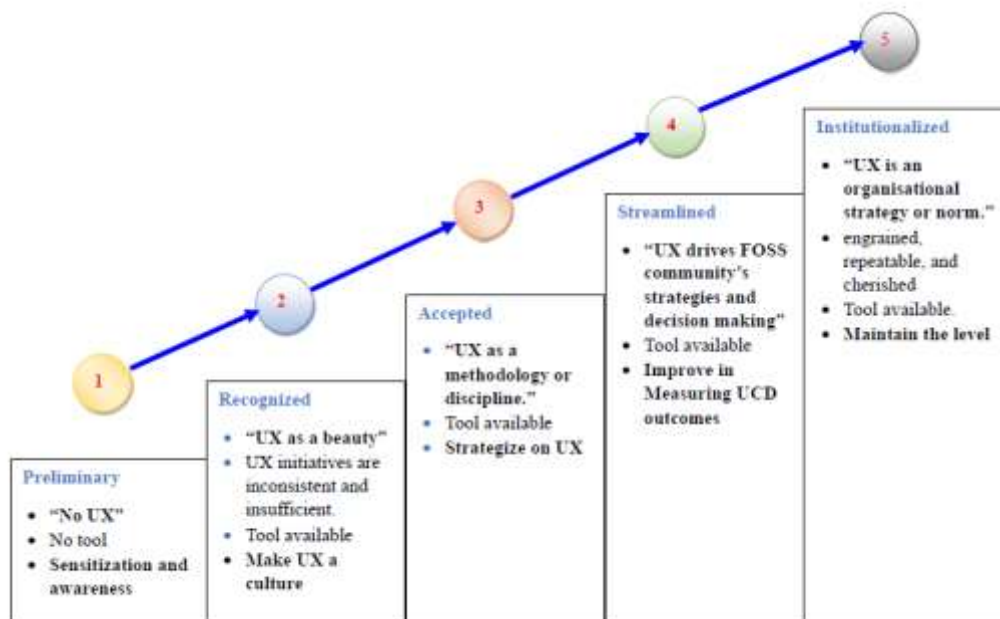 1
2
3
4
5
Preliminary
• “No UX”
• No tool
• Sensitization and
awareness
Recognized
• “UX as a beauty”
• UX initiatives are
inconsistent and
insufficient.
• Tool available
• Make UX a
culture
Accepted
• “UX as a
methodology or
discipline.”
• Tool available
• Strategize on UX
Streamlined
• “UX drives FOSS
community’s
strategies and
decision making”
• Tool available
• Improve in
Measuring UCD
outcomes
Institutionalized
• “UX is an
organisational
strategy or norm.”
• engrained,
repeatable, and
cherished
• Tool available.
• Maintain the level